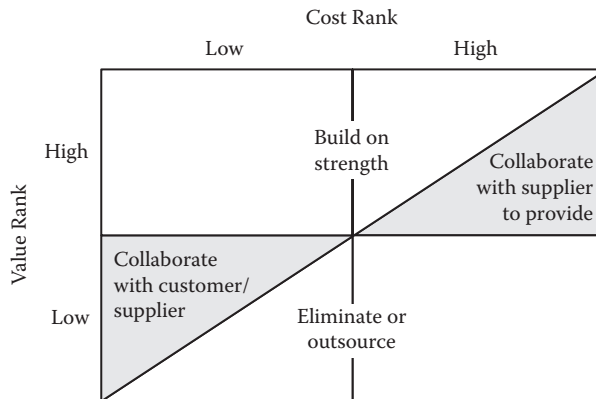 Cost Rank
Low
High
High
Build on
strength
Collaborate
with supplier
to provide
Value Rank
Collaborate
with customer/
supplier
Low
Eliminate or
outsource